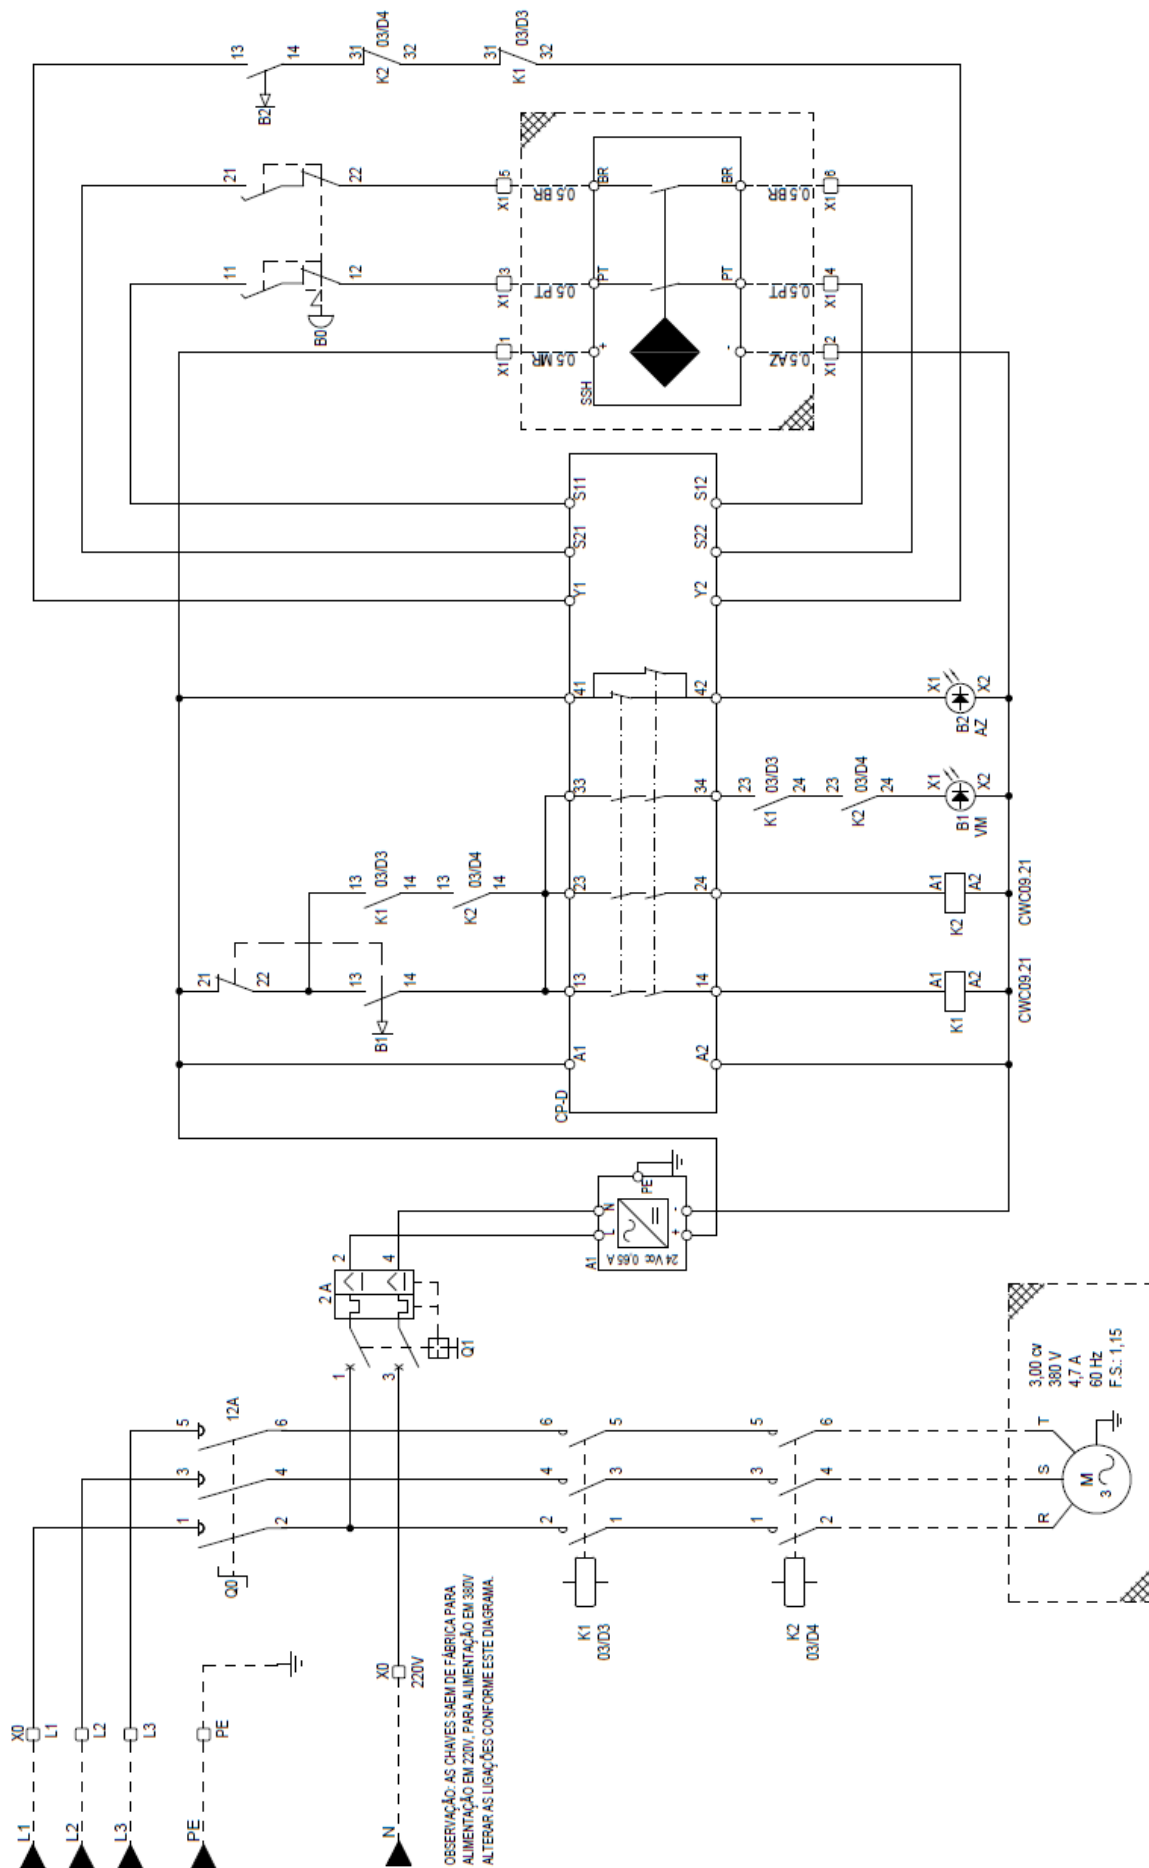 L1
L2
L3
PE
N
X0
L1
L2
L3
PE
X0
220V
OBSERVAÇÃO: AS CHAVES SAEM DE FÁBRICA PARA
ALIMENTAÇÃO EM 220V, PARA ALIMENTAÇÃO EM 380V
ALTERAR AS LIGAÇÕES CONFORME ESTE DIAGRAMA.
Q0
1
3
5
12A
2
4
6
K1
03/D3
2
4
6
1
3
5
K2
03/D4
1
3
5
2
4
6
R
S
T
M
3
3,00 cv
380 V
4,7 A
60 Hz
F.S.: 1,15
1
3
Q1
2 A
2
4
A1
L
N
PE
24 Vcc 0,65 A
+
-
CP-D
A1
A2
21
22
B1
13
14
13
03/D3
K1
14
13
03/D4
K2
14
13
23
33
41
14
24
34
42
K1
A1
A2
CWC09.21
K2
A1
A2
CWC09.21
23
03/D3
K1
24
23
03/D4
K2
24
X1
B1
X2
VM
X1
B2
X2
AZ
Y1
S21
S11
Y2
S22
S12
B0
11
12
21
22
X1
1
X1
3
X1
5
0,5 MR
0,5 PT
0,5 BR
SSH
+
PT
BR
-
PT
BR
0,5 AZ
0,5 PT
0,5 BR
X1
2
X1
4
X1
6
13
14
B2
31
03/D4
K2
32
31
03/D3
K1
32